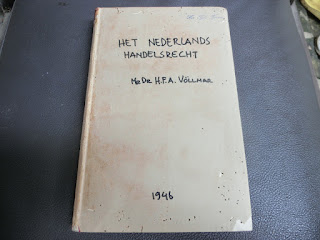 HET NEDERLANDS
HANDELSRECHT
Mr Dr H.F.A. VÖLLMAR
1946